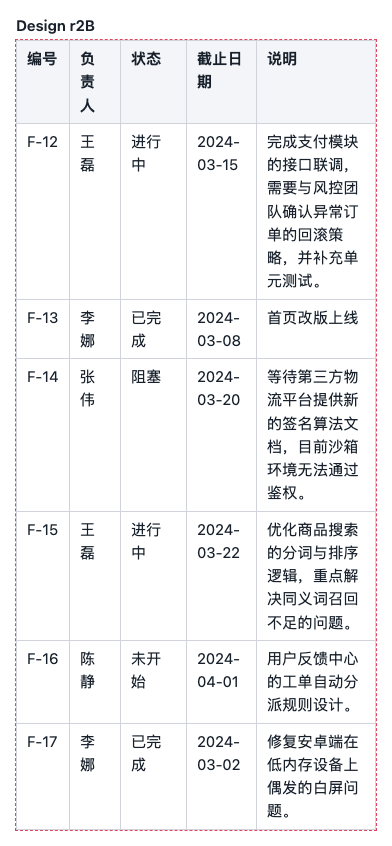 Design r2B
编号 负责人 状态 截止日期 说明
F-12 王磊 进行中 2024-03-15 完成支付模块的接口联调，需要与风控团队确认异常订单的回滚策略，并补充单元测试。
F-13 李娜 已完成 2024-03-08 首页改版上线
F-14 张伟 阻塞 2024-03-20 等待第三方物流平台提供新的签名算法文档，目前沙箱环境无法通过鉴权。
F-15 王磊 进行中 2024-03-22 优化商品搜索的分词与排序逻辑，重点解决同义词召回不足的问题。
F-16 陈静 未开始 2024-04-01 用户反馈中心的工单自动分派规则设计。
F-17 李娜 已完成 2024-03-02 修复安卓端在低内存设备上偶发的白屏问题。